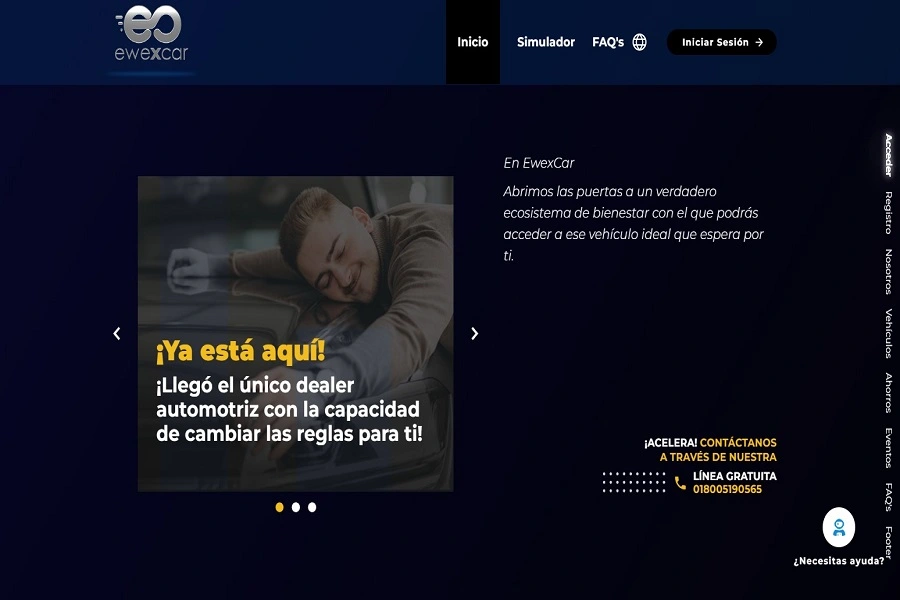 ewexcar
Inicio
Simulador
FAQ's
Iniciar Sesión →
En EwexCar
Abrimos las puertas a un verdadero
ecosistema de bienestar con el que podrás
acceder a ese vehículo ideal que espera por
ti.
¡Ya está aquí!
¡Llegó el único dealer
automotriz con la capacidad
de cambiar las reglas para ti!
¡ACELERA! CONTÁCTANOS
A TRAVÉS DE NUESTRA
LÍNEA GRATUITA
018005190565
Acceder
Registro
Nosotros
Vehículos
Ahorros
Eventos
FAQ's
Footer
¿Necesitas ayuda?